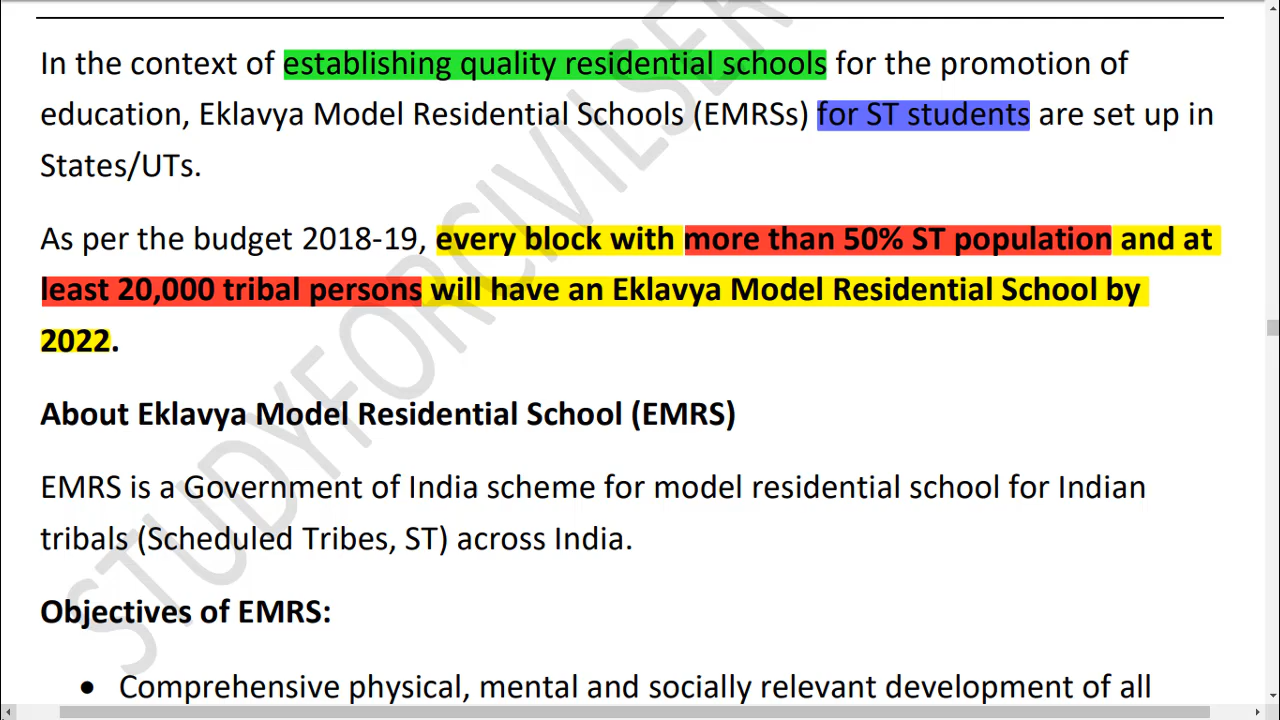 In the context of establishing quality residential schools for the promotion of
education, Eklavya Model Residential Schools (EMRSs) for ST students are set up in
States/UTs.
As per the budget 2018-19, every block with more than 50% ST population and at
least 20,000 tribal persons will have an Eklavya Model Residential School by
2022.
About Eklavya Model Residential School (EMRS)
EMRS is a Government of India scheme for model residential school for Indian
tribals (Scheduled Tribes, ST) across India.
Objectives of EMRS:
• Comprehensive physical, mental and socially relevant development of all
STUDYFORCIVILSER